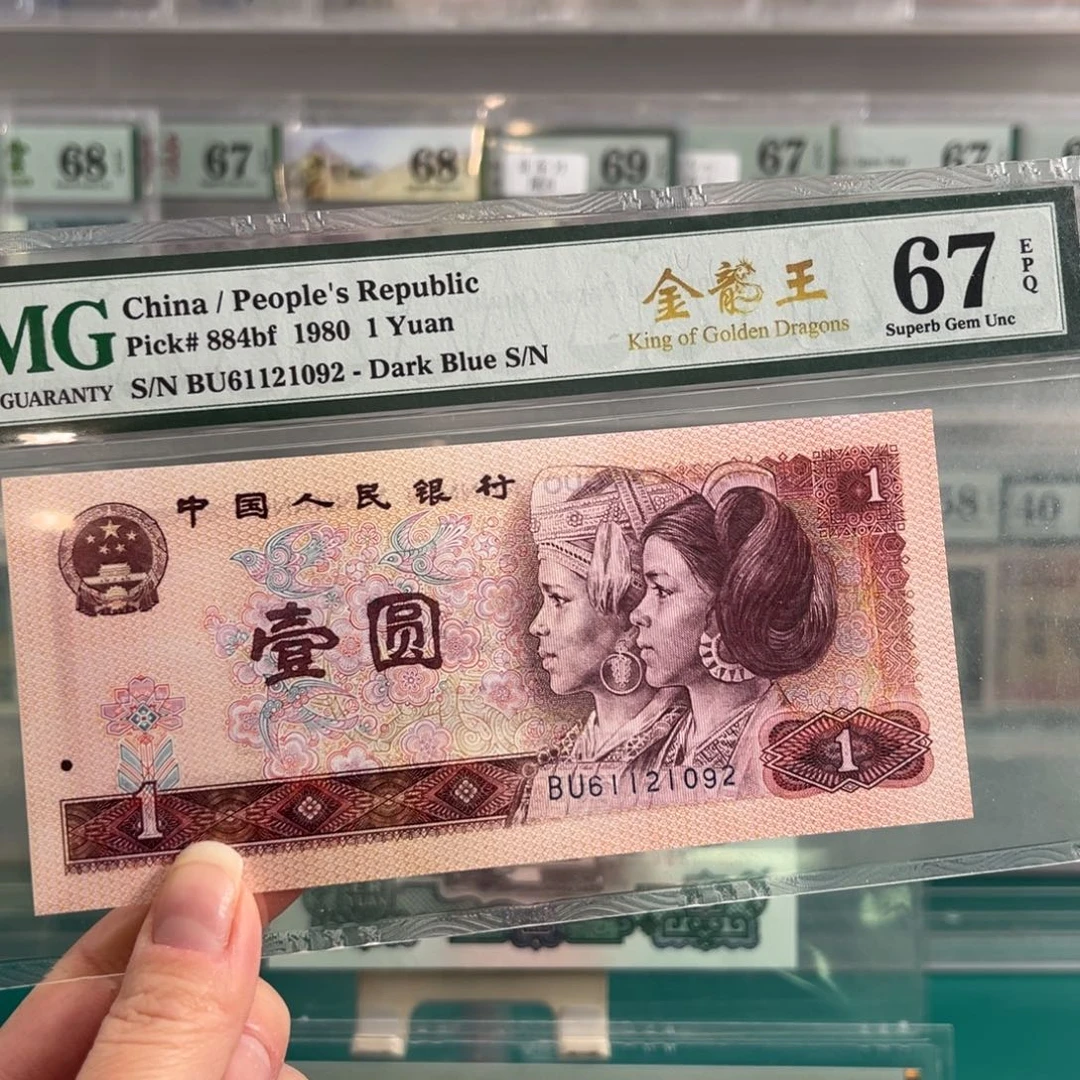 68
67
68
69
67
67
MG
GUARANTY
China / People's Republic
Pick# 884bf 1980 1 Yuan
S/N BU61121092 - Dark Blue S/N
金龍王
King of Golden Dragons
67
EPQ
Superb Gem Unc
中国人民银行
1
壹圆
1
BU61121092
1
40
YUAN